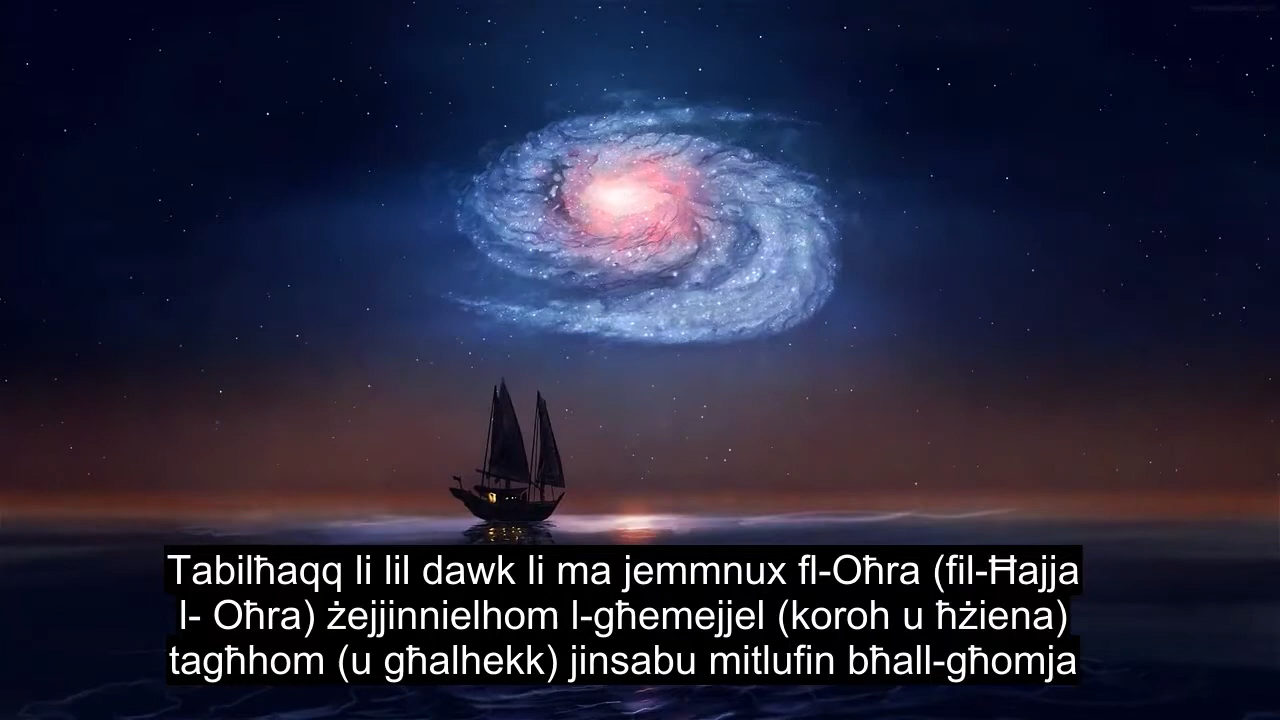 Tabilħaqq li lil dawk li ma jemmnux fl-Oħra (fil-Ħajja
l- Oħra) żejjinnielhom l-għemejjel (koroh u ħżiena)
tagħhom (u għalhekk) jinsabu mitlufin bħall-għomja